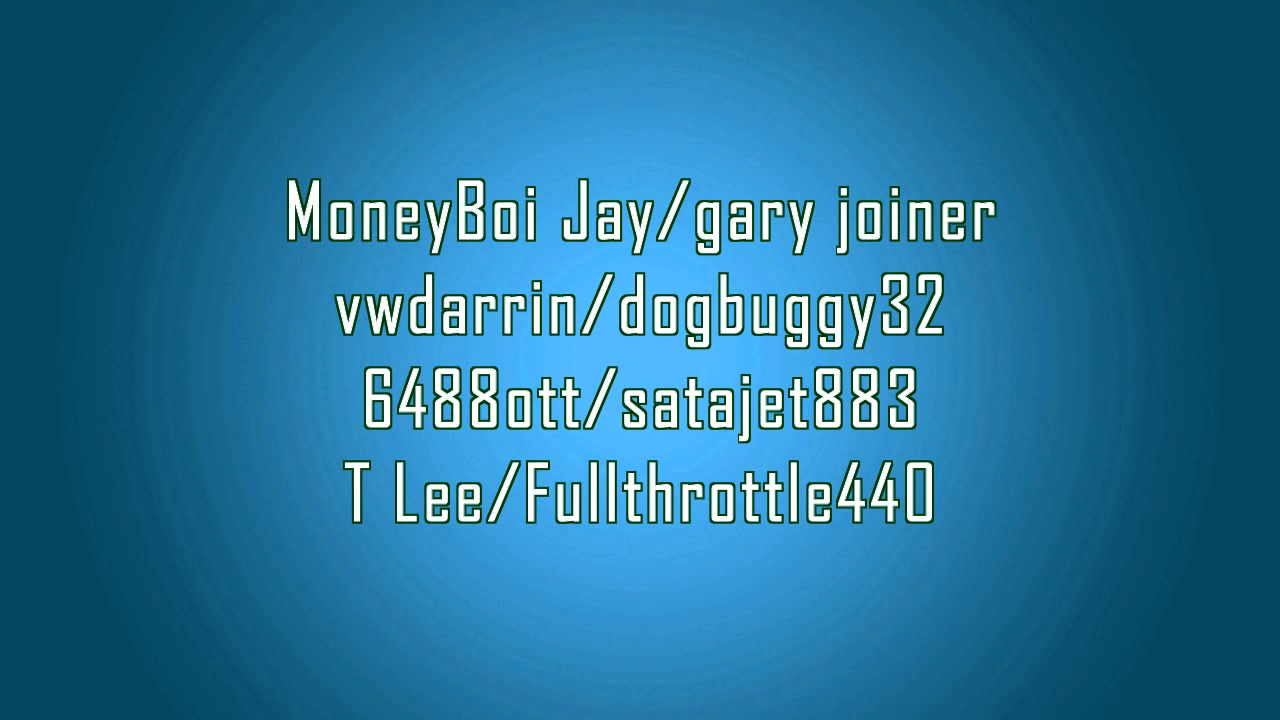 MoneyBoi Jay/gary joiner
vwdarrin/dogbuggy32
6488ott/satajet883
T Lee/Fullthrottle440